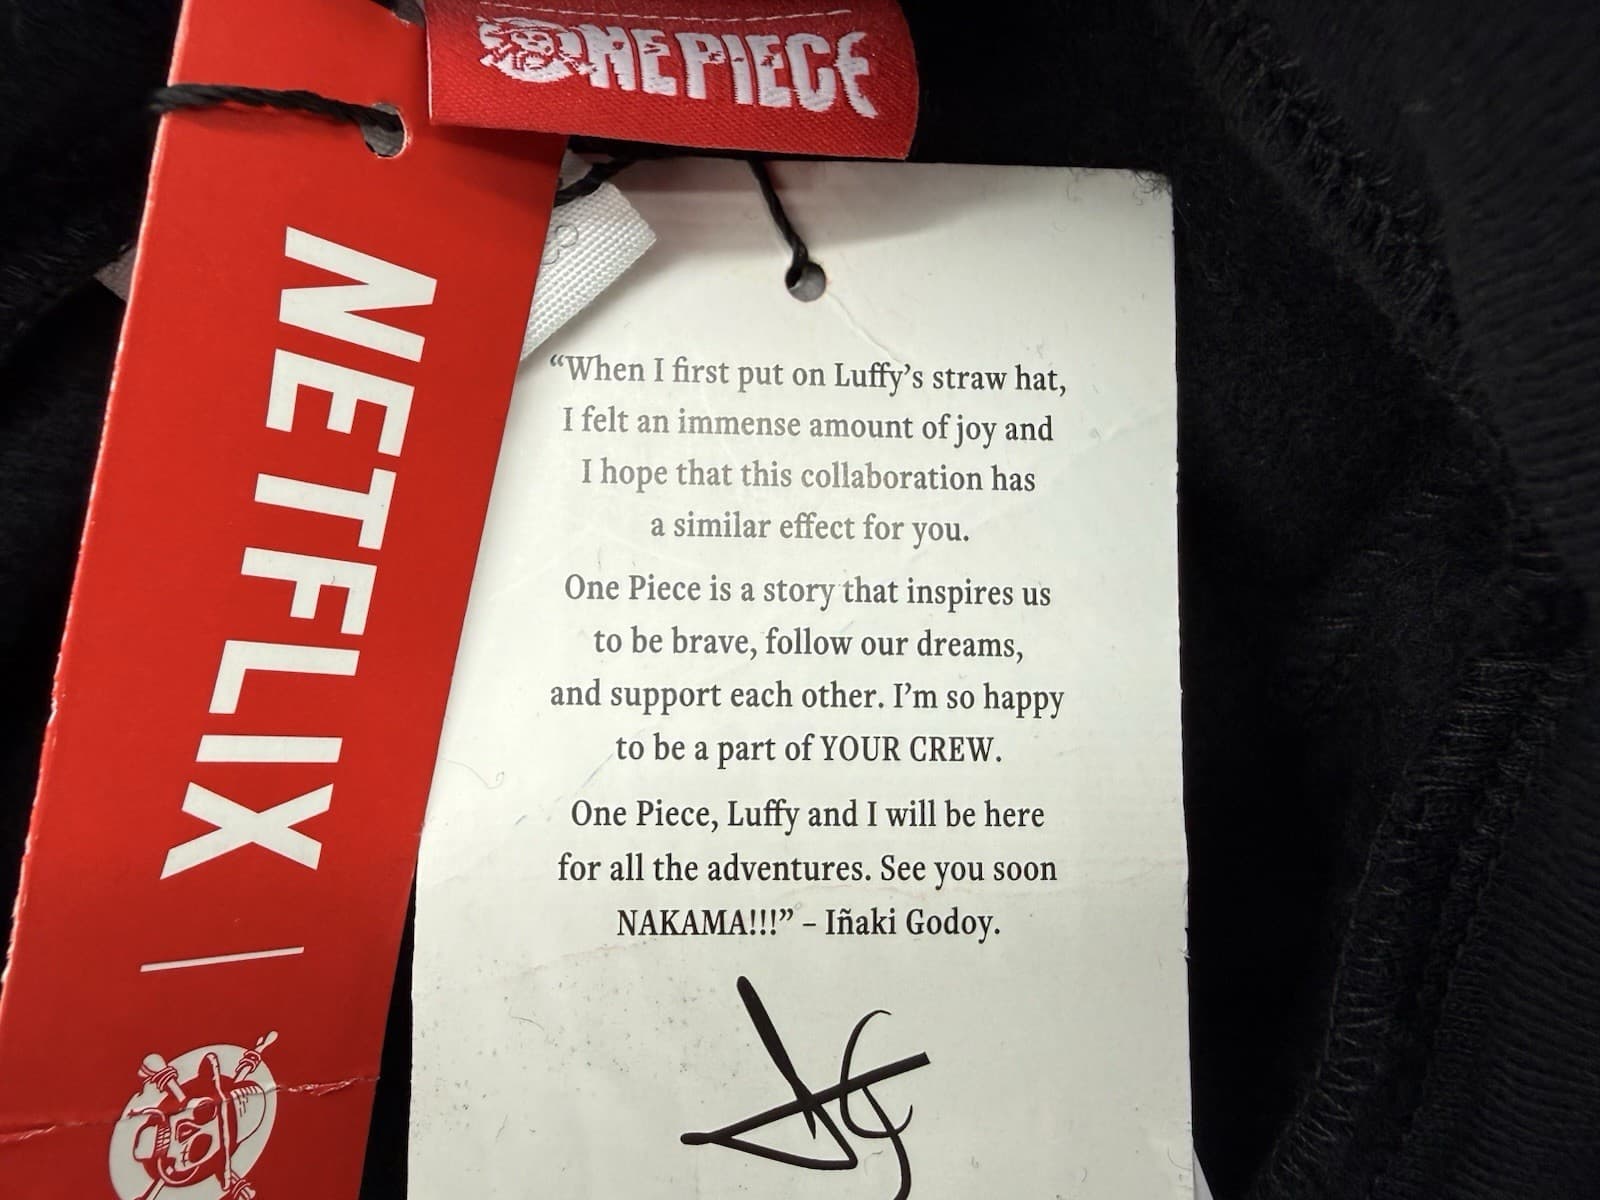 ONE PIECE
NETFLIX
“When I first put on Luffy’s straw hat,
I felt an immense amount of joy and
I hope that this collaboration has
a similar effect for you.
One Piece is a story that inspires us
to be brave, follow our dreams,
and support each other. I’m so happy
to be a part of YOUR CREW.
One Piece, Luffy and I will be here
for all the adventures. See you soon
NAKAMA!!!” – Iñaki Godoy.